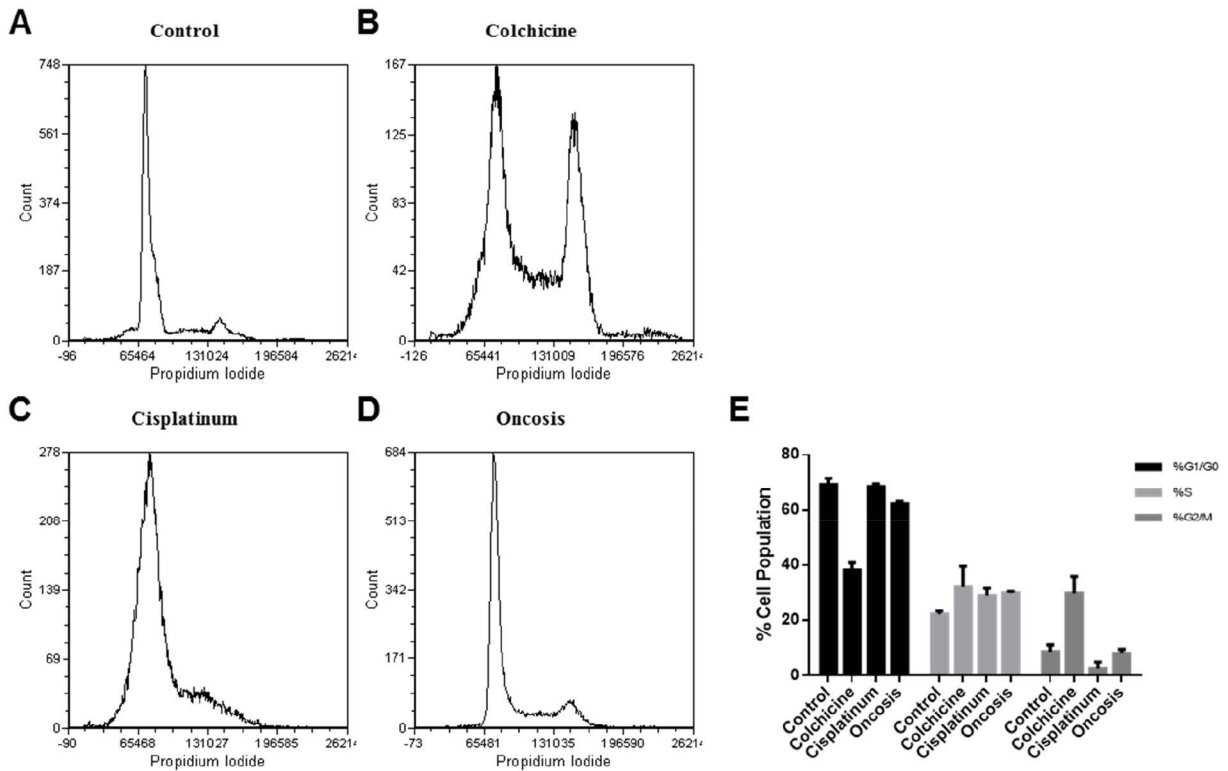 A
Control
748
561
374
187
0
Count
-96
65464
131024
196584
26214
Propidium Iodide
B
Colchicine
167
125
83
42
0
Count
-126
65441
131009
196576
26214
Propidium Iodide
C
Cisplatinum
278
208
139
69
0
Count
-90
65468
131027
196585
26214
Propidium Iodide
D
Oncosis
684
513
342
171
0
Count
-73
65481
131035
196590
26214
Propidium Iodide
E
80
60
40
20
0
% Cell Population
Control
Colchicine
Cisplatinum
Oncosis
Control
Colchicine
Cisplatinum
Oncosis
Control
Colchicine
Cisplatinum
Oncosis
%G1/G0
%S
%G2/M